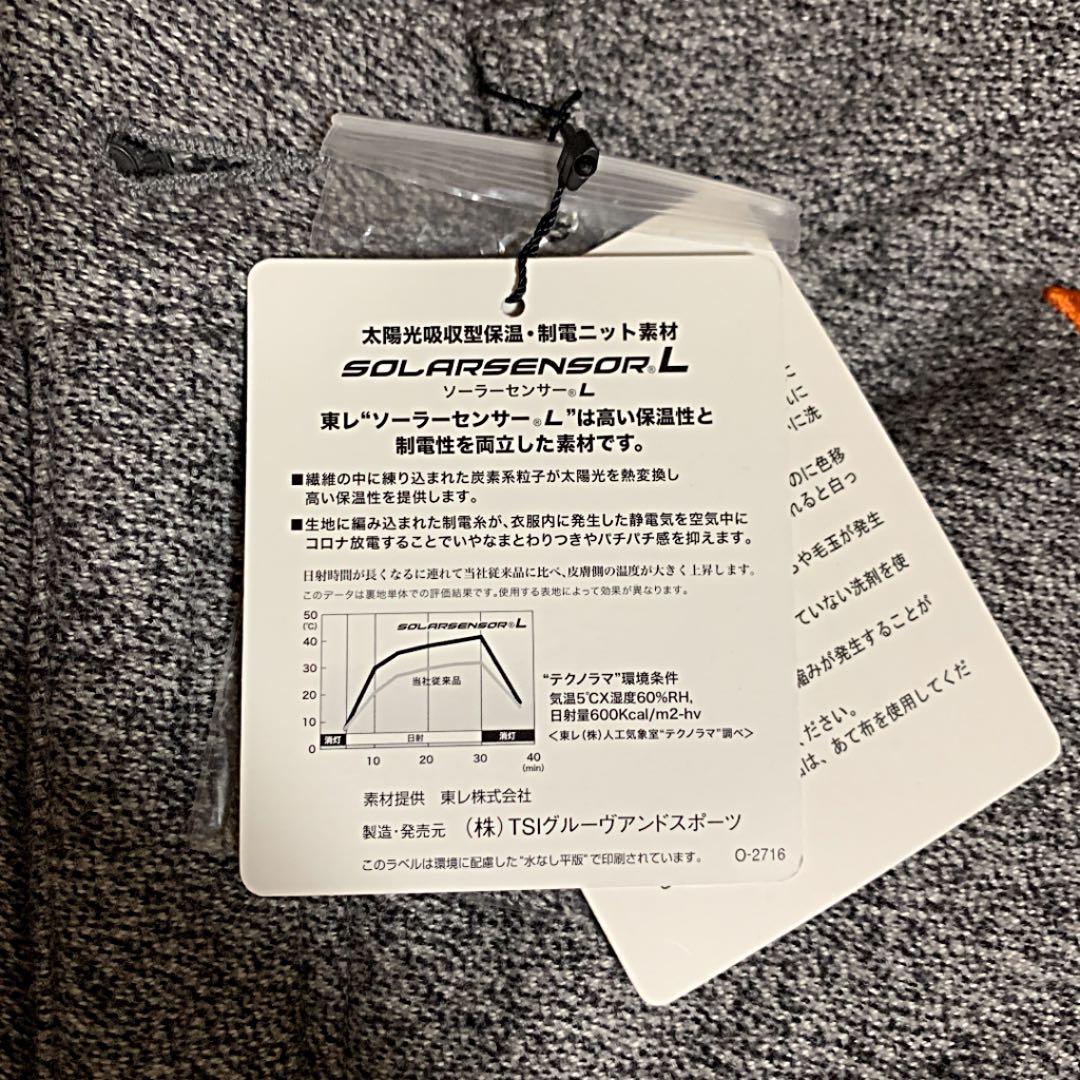 太陽光吸収型保温・制電ニット素材
SOLARSENSOR®L
ソーラーセンサー®L
東レ“ソーラーセンサー®L”は高い保温性と
制電性を両立した素材です。
■繊維の中に練り込まれた炭素系粒子が太陽光を熱変換し
高い保温性を提供します。
■生地に編み込まれた制電糸が、衣服内に発生した静電気を空気中に
コロナ放電することでいやなまとわりつきやパチパチ感を抑えます。
日射時間が長くなるに連れて当社従来品に比べ、皮膚側の温度が大きく上昇します。
このデータは裏地単体での評価結果です。使用する表地によって効果が異なります。
50
(℃)
40
30
20
10
0
SOLARSENSOR®L
当社従来品
消灯 日射 消灯
10 20 30 40
(min)
“テクノラマ”環境条件
気温5℃X湿度60%RH,
日射量600Kcal/m2-hv
<東レ(株)人工気象室“テクノラマ”調べ>
素材提供 東レ株式会社
製造・発売元 (株)TSIグルーヴアンドスポーツ
このラベルは環境に配慮した“水なし平版”で印刷されています。 O-2716
に
に洗
のに色移
れると白っ
や毛玉が発生
ていない洗剤を使
縮みが発生することが
ください。
は、あて布を使用してくだ